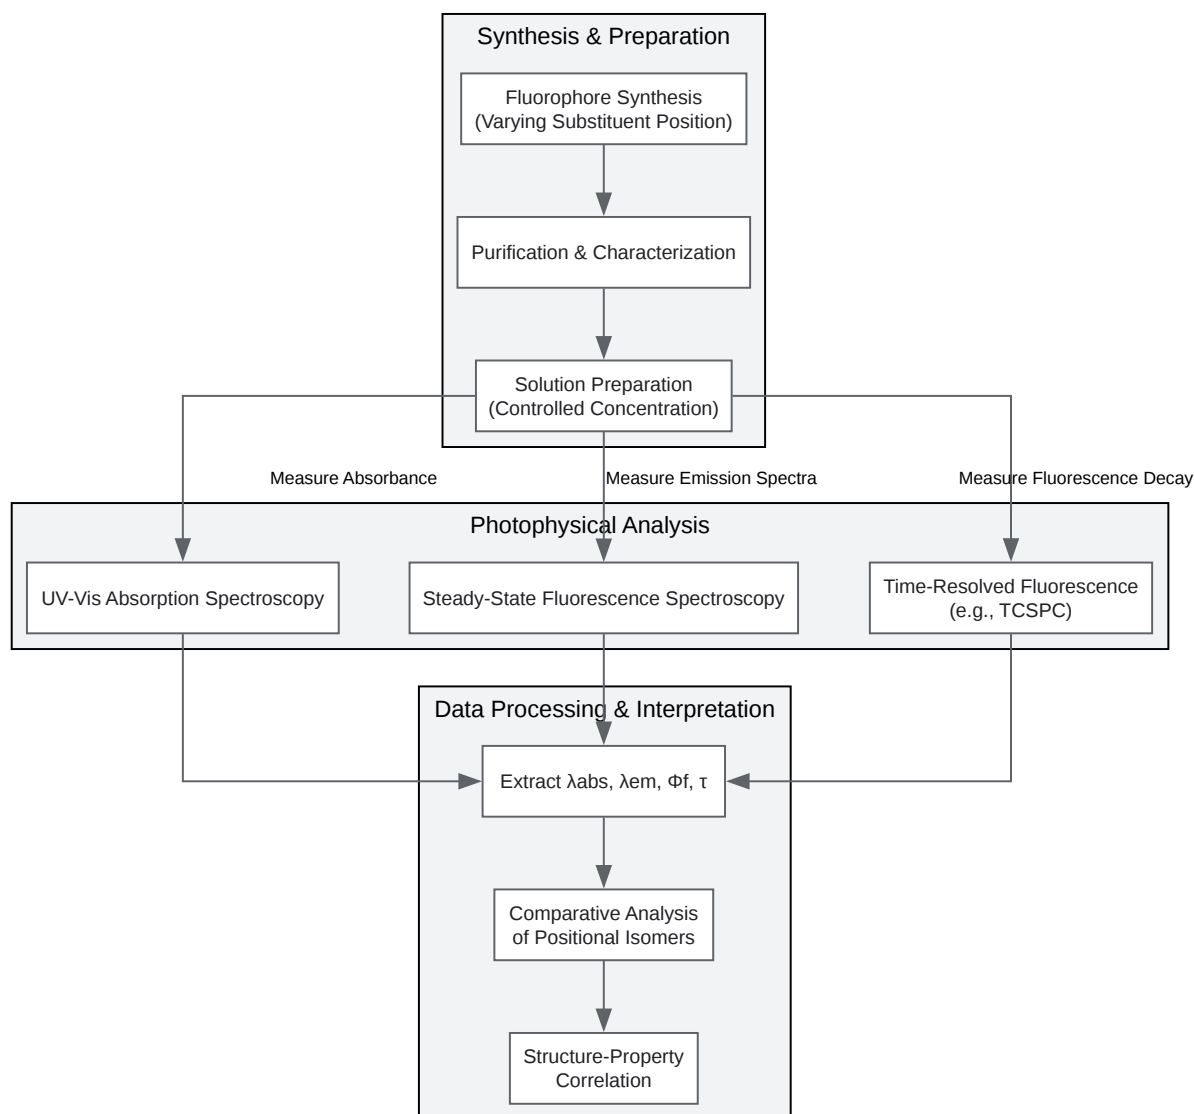 Synthesis & Preparation
Fluorophore Synthesis
(Varying Substituent Position)
Purification & Characterization
Solution Preparation
(Controlled Concentration)
Measure Absorbance
Measure Emission Spectra
Measure Fluorescence Decay
Photophysical Analysis
UV-Vis Absorption Spectroscopy
Steady-State Fluorescence Spectroscopy
Time-Resolved Fluorescence
(e.g., TCSPC)
Data Processing & Interpretation
Extract λabs, λem, Φf, τ
Comparative Analysis
of Positional Isomers
Structure-Property
Correlation